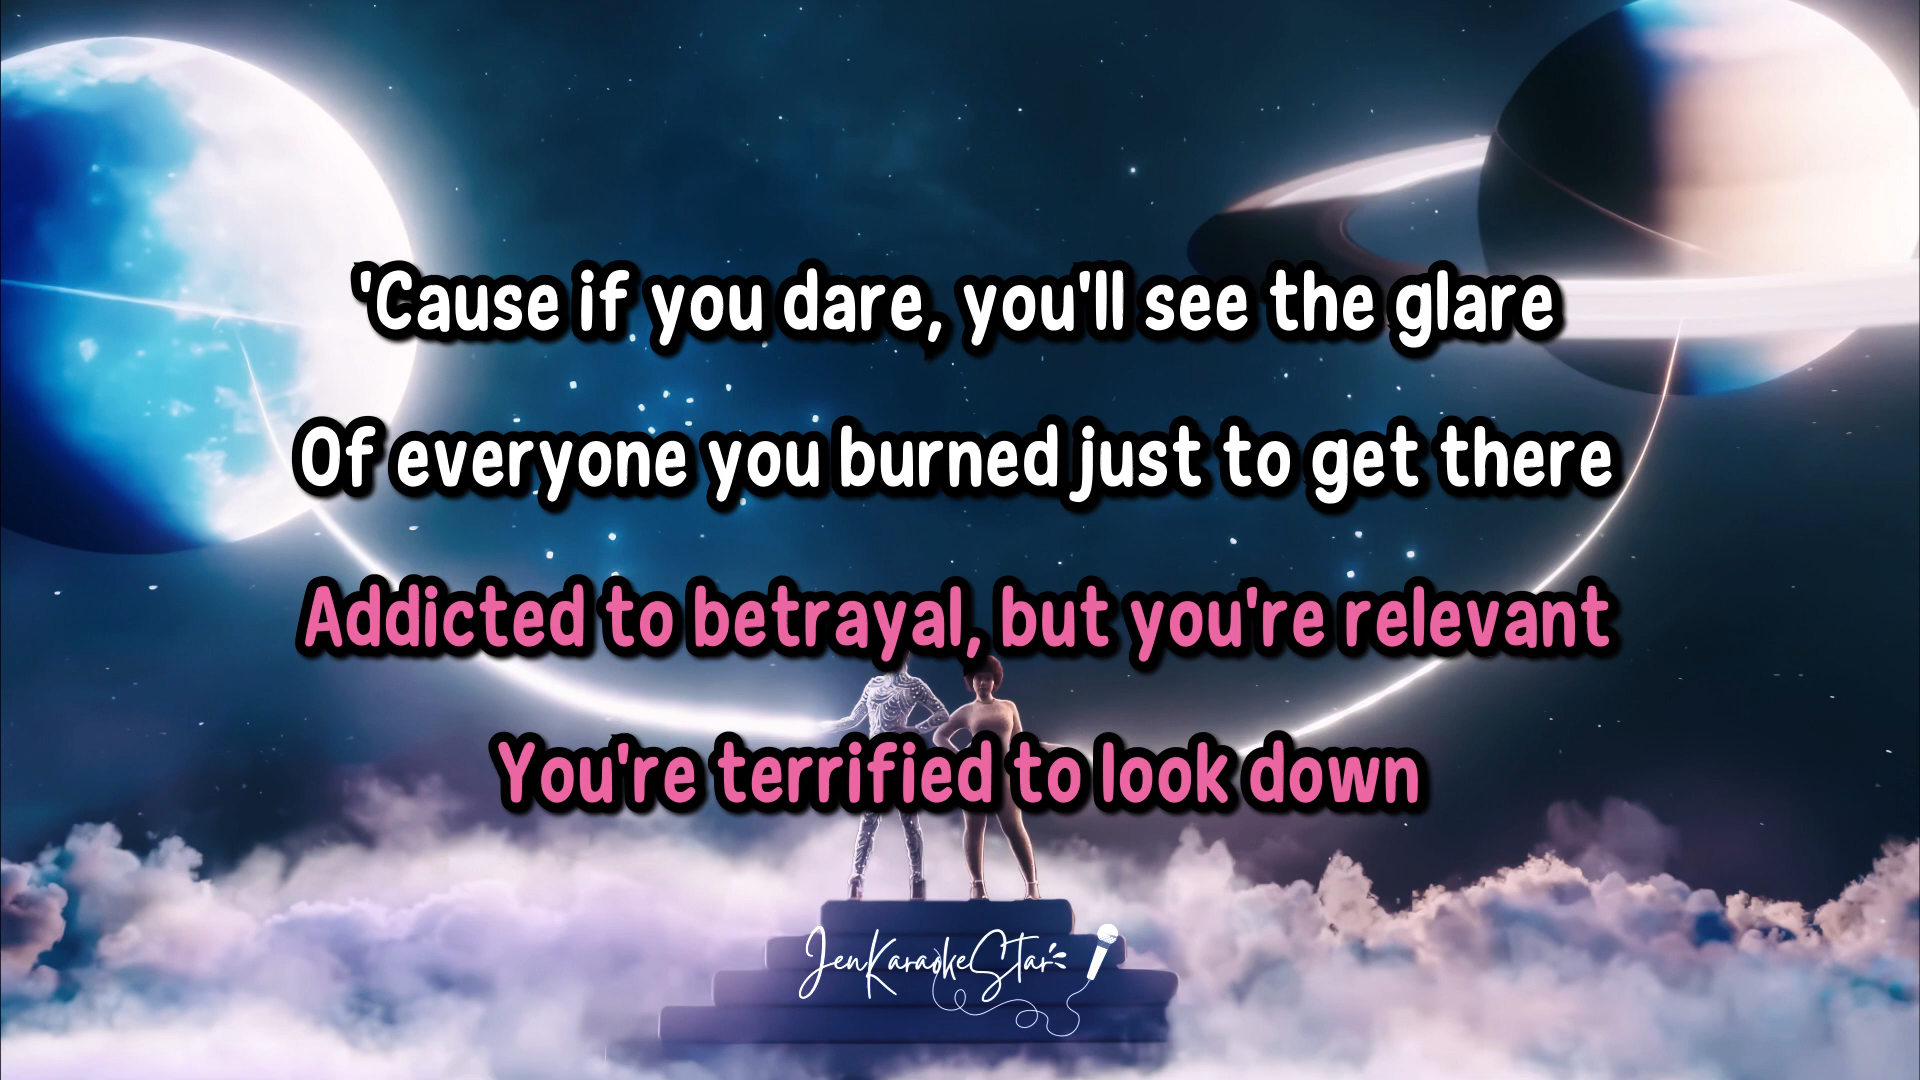 'Cause if you dare, you'll see the glare
Of everyone you burned just to get there
Addicted to betrayal, but you're relevant
You're terrified to look down
JenKaraokeStar